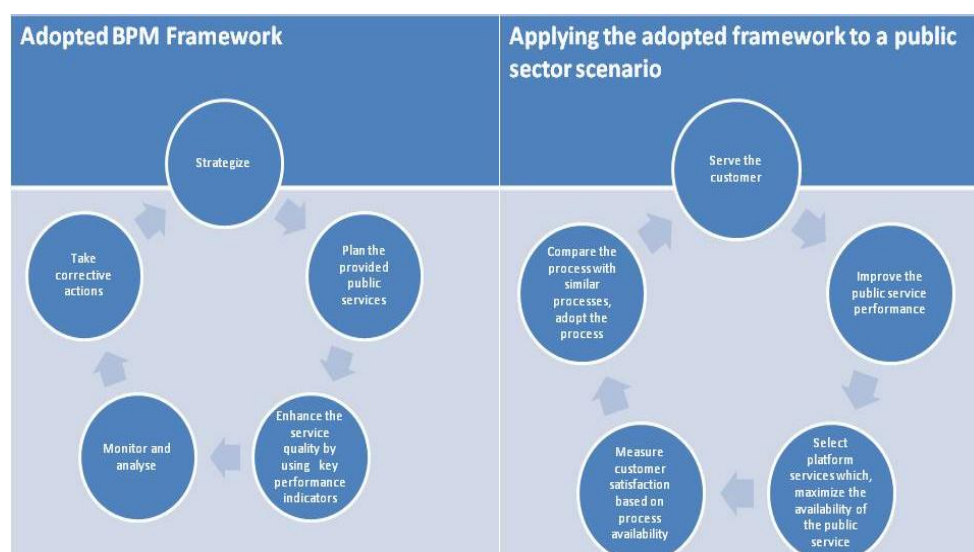 Adopted BPM Framework
Strategize
Plan the
provided
public
services
Enhance the
service
quality by
using key
performance
indicators
Monitor and
analyse
Take
corrective
actions
Applying the adopted framework to a public
sector scenario
Serve the
customer
Improve the
public service
performance
Select
platform
services which,
maximize the
availability of
the public
service
Measure
customer
satisfaction
based on
process
availability
Compare the
process with
similar
processes,
adopt the
process